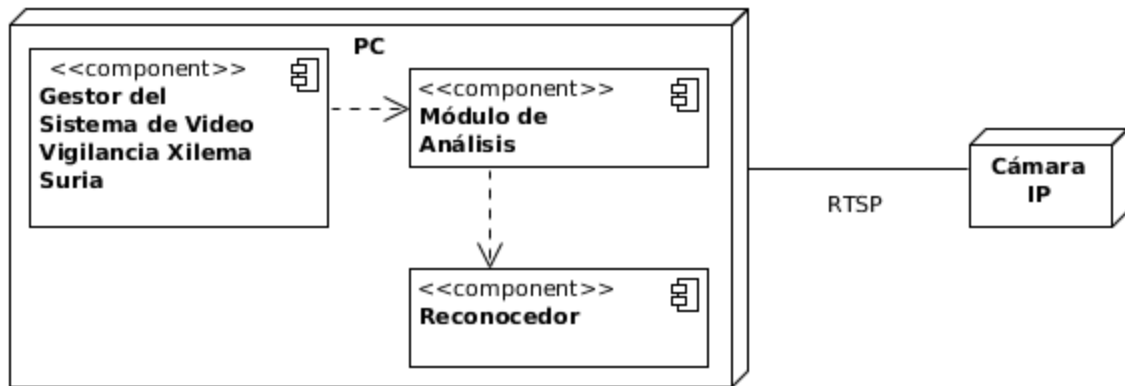 PC
<<component>>
Gestor del
Sistema de Video
Vigilancia Xilema
Suria
<<component>>
Módulo de
Análisis
<<component>>
Reconocedor
RTSP
Cámara
IP